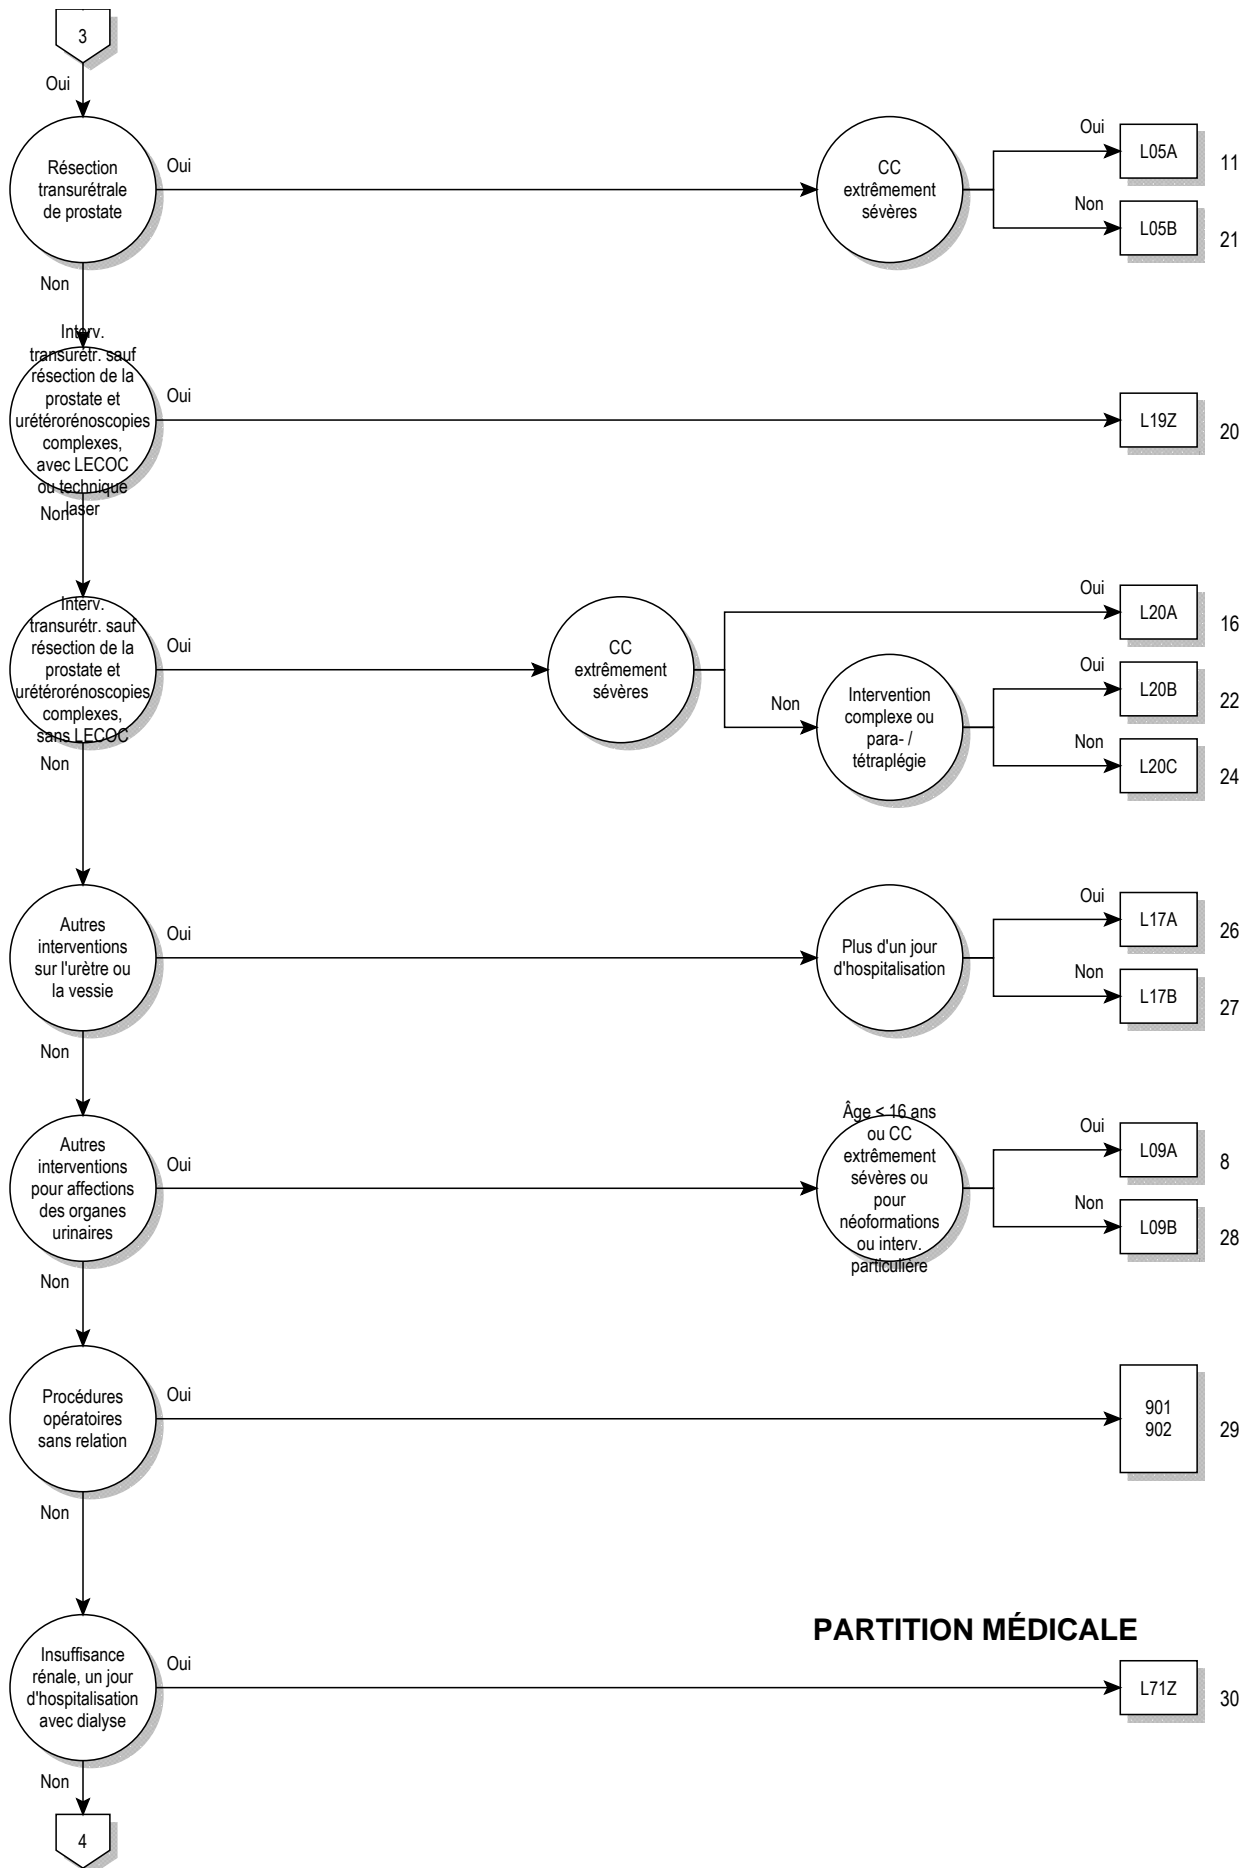 3
Oui
Résection
transurétrale
de prostate
Oui
CC
extrêmement
sévères
Oui
L05A
11
Non
L05B
21
Non
Interv.
transurétr. sauf
résection de la
prostate et
urétérorénoscopies
complexes,
avec LECOC
ou technique
laser
Oui
L19Z
20
Non
Interv.
transurétr. sauf
résection de la
prostate et
urétérorénoscopies
complexes,
sans LECOC
Oui
CC
extrêmement
sévères
Oui
L20A
16
Non
Intervention
complexe ou
para- /
tétraplégie
Oui
L20B
22
Non
L20C
24
Non
Autres
interventions
sur l'urètre ou
la vessie
Oui
Plus d'un jour
d'hospitalisation
Oui
L17A
26
Non
L17B
27
Non
Autres
interventions
pour affections
des organes
urinaires
Oui
Âge < 16 ans
ou CC
extrêmement
sévères ou
pour
néoformations
ou interv.
particulière
Oui
L09A
8
Non
L09B
28
Non
Procédures
opératoires
sans relation
Oui
901
902
29
Non
PARTITION MÉDICALE
Insuffisance
rénale, un jour
d'hospitalisation
avec dialyse
Oui
L71Z
30
Non
4